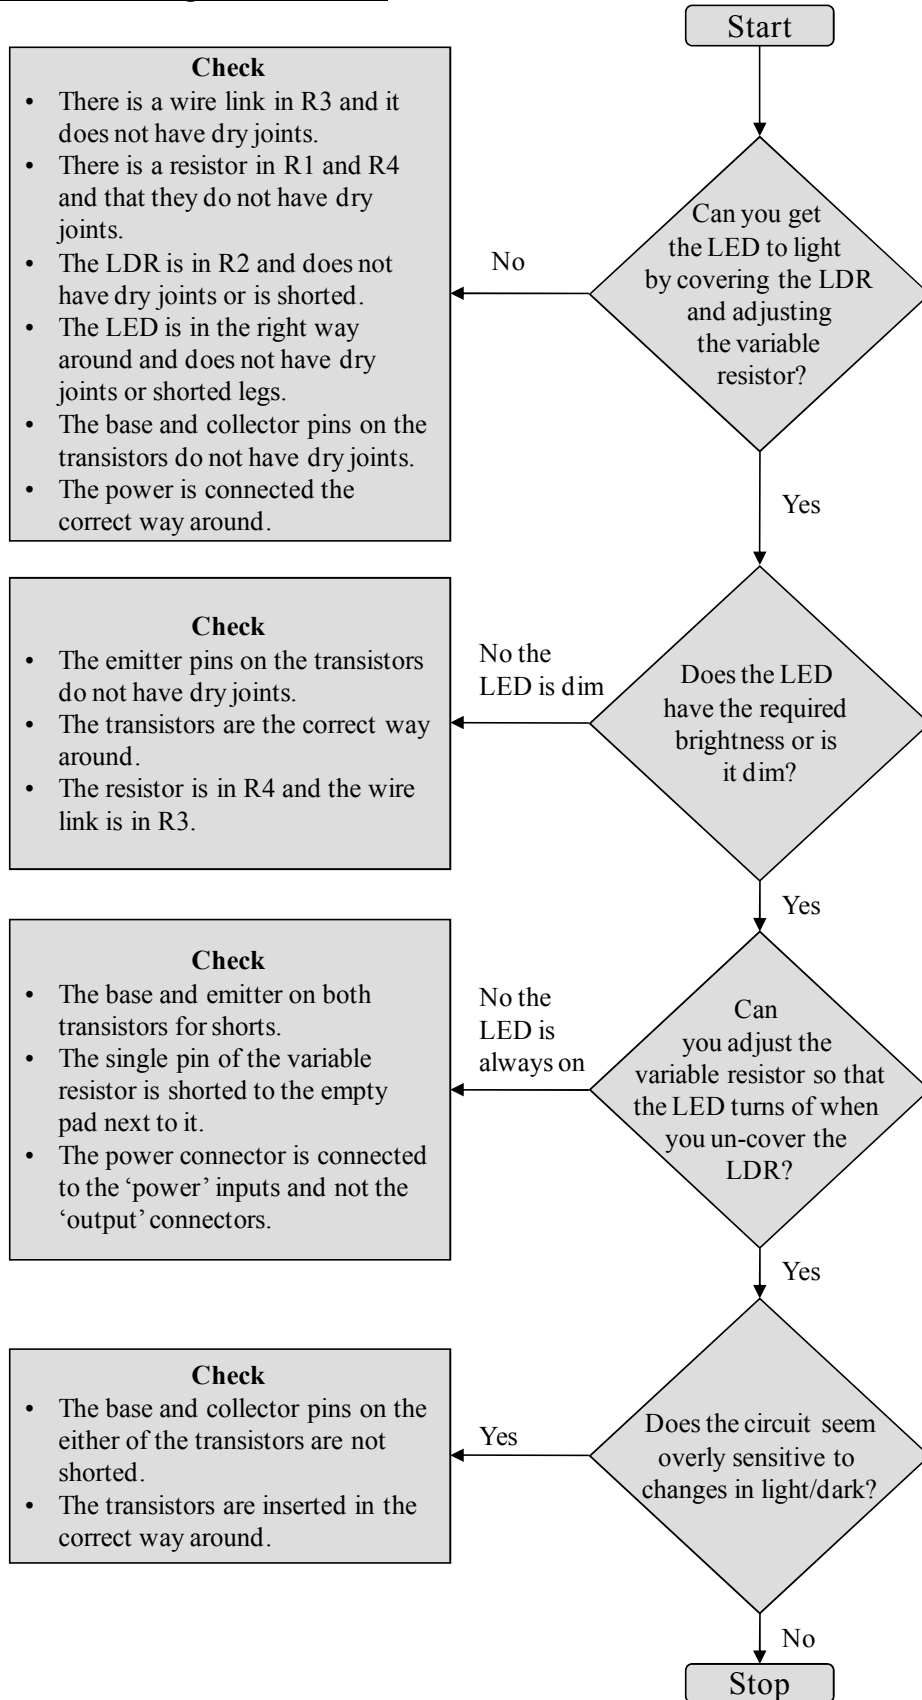 Start
Check
• There is a wire link in R3 and it
does not have dry joints.
• There is a resistor in R1 and R4
and that they do not have dry
joints.
• The LDR is in R2 and does not
have dry joints or is shorted.
• The LED is in the right way
around and does not have dry
joints or shorted legs.
• The base and collector pins on the
transistors do not have dry joints.
• The power is connected the
correct way around.
No
Can you get
the LED to light
by covering the LDR
and adjusting
the variable
resistor?
Yes
Check
• The emitter pins on the transistors
do not have dry joints.
• The transistors are the correct way
around.
• The resistor is in R4 and the wire
link is in R3.
No the
LED is dim
Does the LED
have the required
brightness or is
it dim?
Yes
Check
• The base and emitter on both
transistors for shorts.
• The single pin of the variable
resistor is shorted to the empty
pad next to it.
• The power connector is connected
to the ‘power’ inputs and not the
‘output’ connectors.
No the
LED is
always on
Can
you adjust the
variable resistor so that
the LED turns of when
you un-cover the
LDR?
Yes
Check
• The base and collector pins on the
either of the transistors are not
shorted.
• The transistors are inserted in the
correct way around.
Yes
Does the circuit seem
overly sensitive to
changes in light/dark?
No
Stop